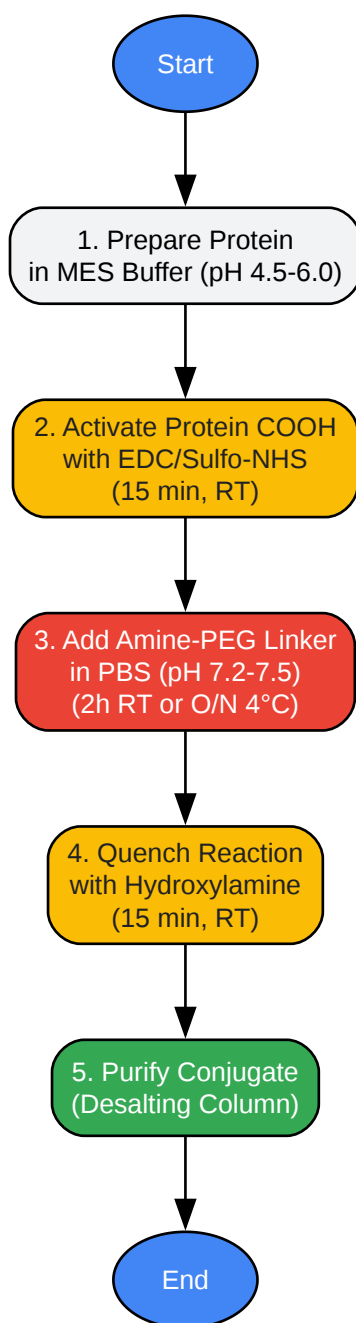 Start
1. Prepare Protein
in MES Buffer (pH 4.5-6.0)
2. Activate Protein COOH
with EDC/Sulfo-NHS
(15 min, RT)
3. Add Amine-PEG Linker
in PBS (pH 7.2-7.5)
(2h RT or O/N 4°C)
4. Quench Reaction
with Hydroxylamine
(15 min, RT)
5. Purify Conjugate
(Desalting Column)
End